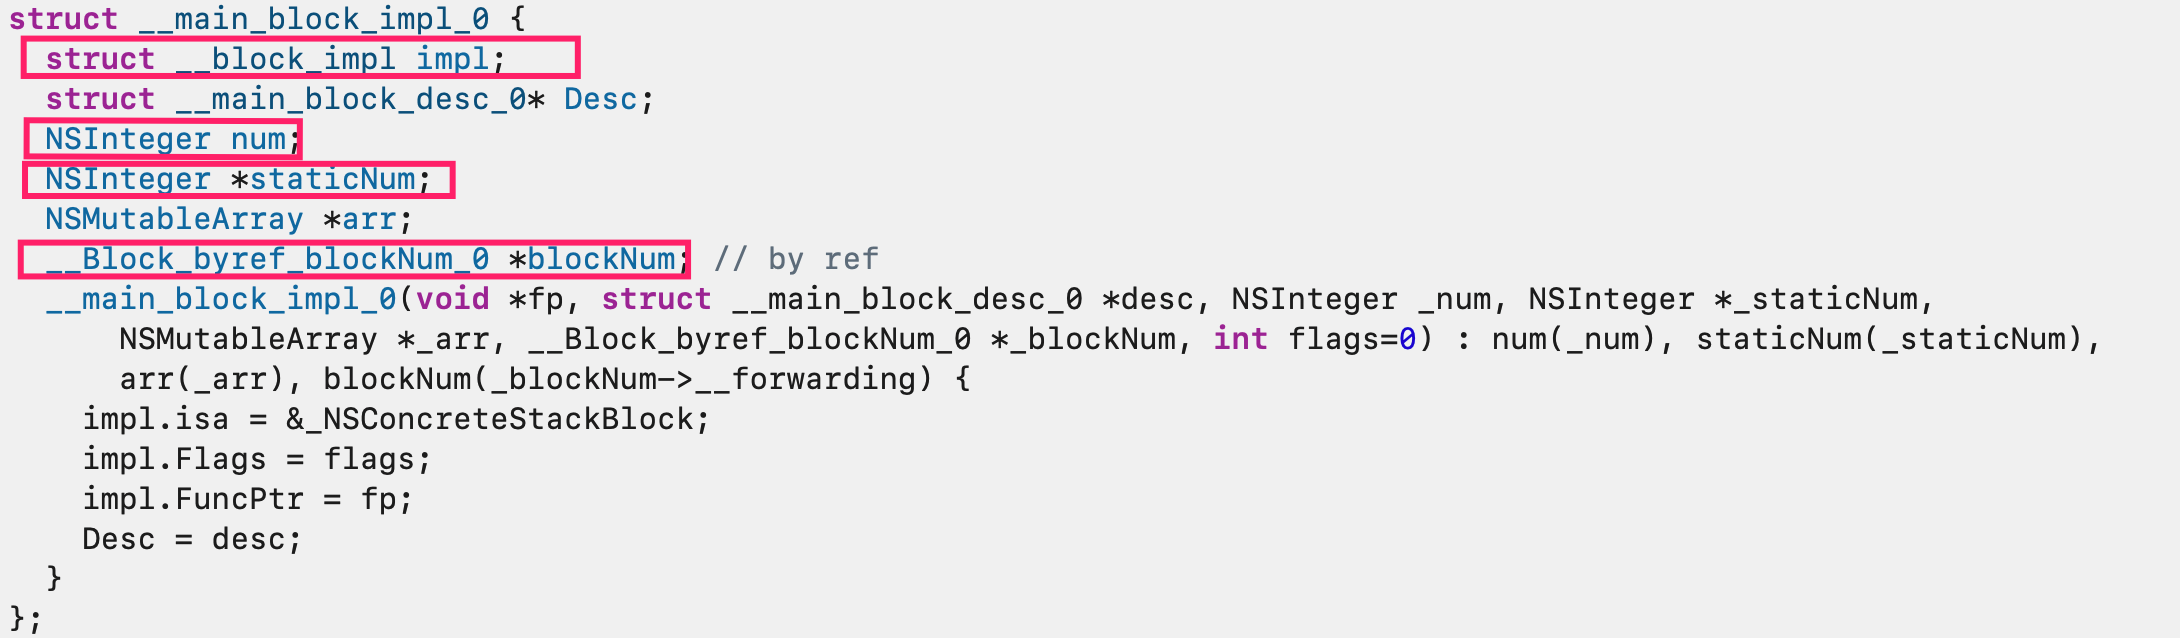 struct __main_block_impl_0 {
  struct __block_impl impl;
  struct __main_block_desc_0* Desc;
  NSInteger num;
  NSInteger *staticNum;
  NSMutableArray *arr;
  __Block_byref_blockNum_0 *blockNum; // by ref
  __main_block_impl_0(void *fp, struct __main_block_desc_0 *desc, NSInteger _num, NSInteger *_staticNum,
      NSMutableArray *_arr, __Block_byref_blockNum_0 *_blockNum, int flags=0) : num(_num), staticNum(_staticNum),
      arr(_arr), blockNum(_blockNum->__forwarding) {
    impl.isa = &_NSConcreteStackBlock;
    impl.Flags = flags;
    impl.FuncPtr = fp;
    Desc = desc;
  }
};